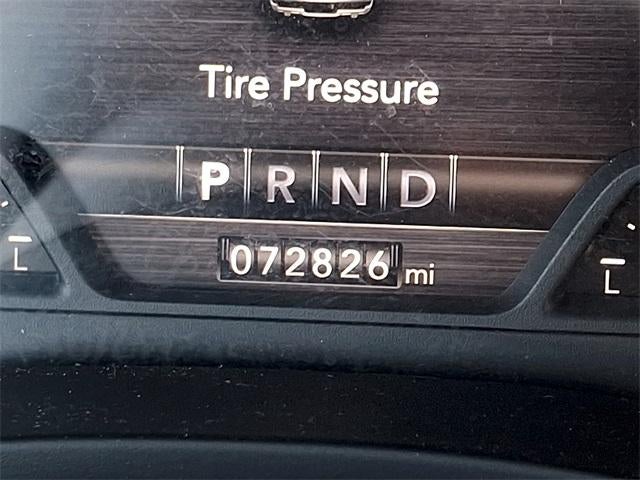 Tire Pressure
P R N D
072826 mi
L L